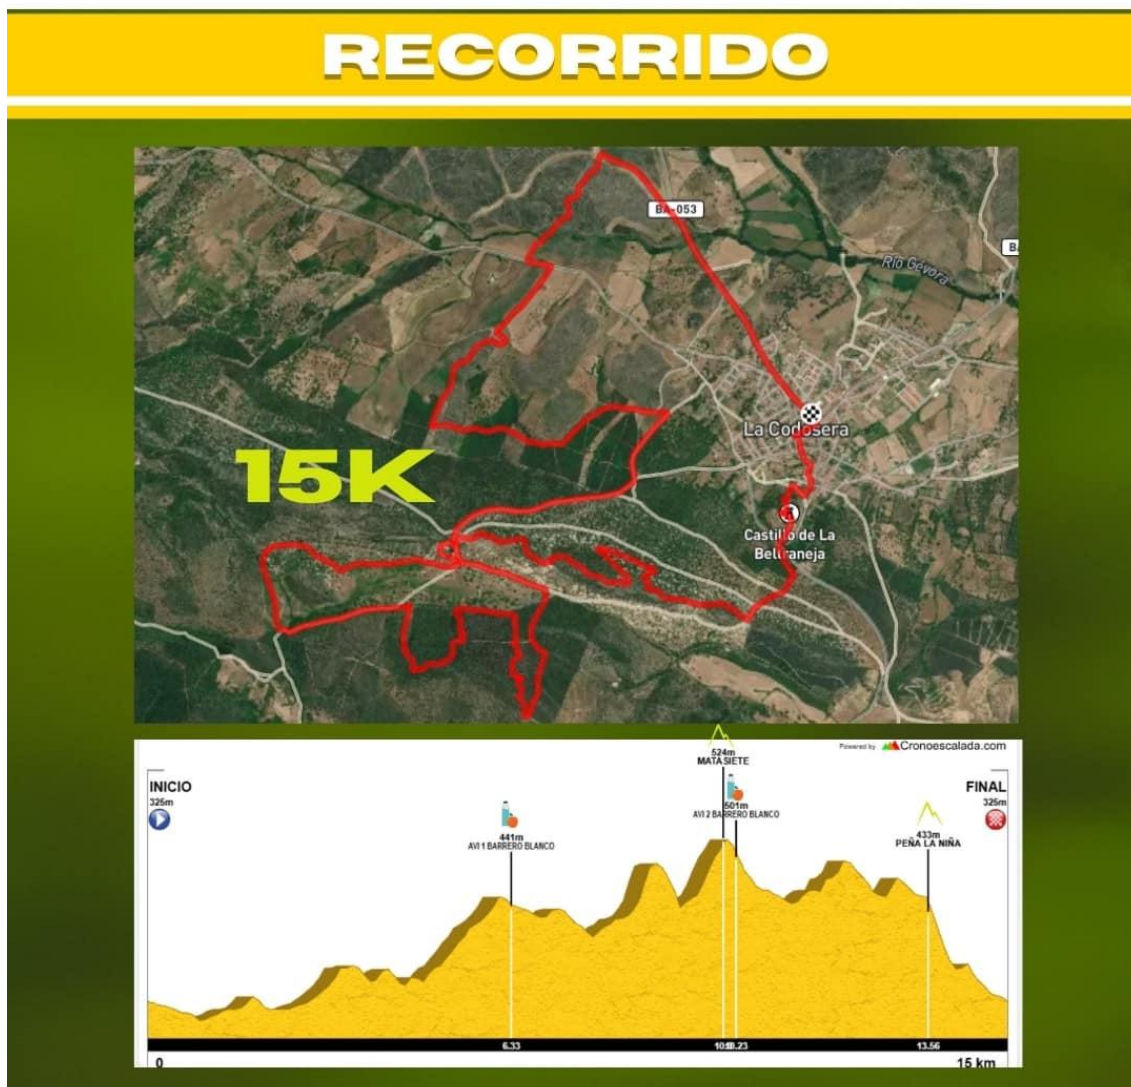 RECORRIDO
BA-053
Río Gévora
La Codosera
15K
Castillo de La
Beltraneja
Powered by Cronoescalada.com
524m
MATASIETE
INICIO
325m
FINAL
325m
501m
AVI 2 BARRERO BLANCO
441m
AVI 1 BARRERO BLANCO
433m
PEÑA LA NIÑA
6.33
13.56
0
15 km